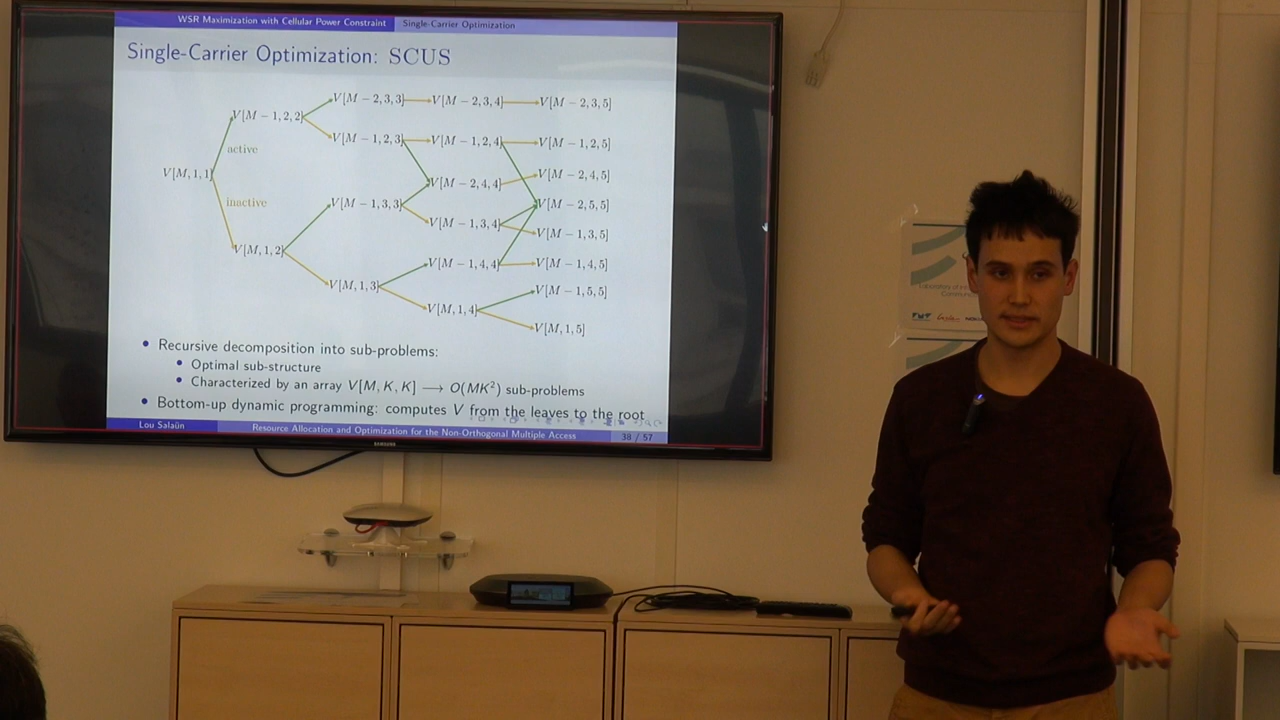 WSR Maximization with Cellular Power Constraint Single-Carrier Optimization
Single-Carrier Optimization: SCUS
V[M − 2, 3, 3] V[M − 2, 3, 4] V[M − 2, 3, 5]
V[M − 1, 2, 2]
V[M − 1, 2, 3] V[M − 1, 2, 4] V[M − 1, 2, 5]
active
V[M, 1, 1] V[M − 2, 4, 4] V[M − 2, 4, 5]
inactive V[M − 1, 3, 3] V[M − 2, 5, 5]
V[M − 1, 3, 4] V[M − 1, 3, 5]
V[M, 1, 2] V[M − 1, 4, 4] V[M − 1, 4, 5]
V[M, 1, 3] V[M − 1, 5, 5]
V[M, 1, 4] V[M, 1, 5]
• Recursive decomposition into sub-problems:
• Optimal sub-structure
• Characterized by an array V[M, K, K] → O(MK²) sub-problems
• Bottom-up dynamic programming: computes V from the leaves to the root
Lou Salaün Resource Allocation and Optimization for the Non-Orthogonal Multiple Access 38 / 57
SAMSUNG